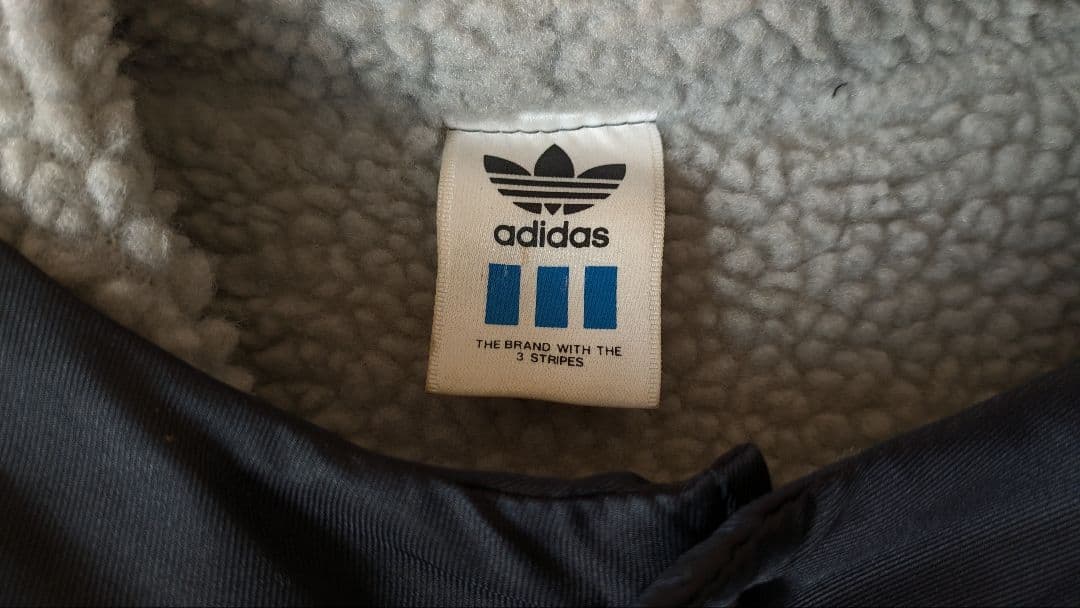 adidas
THE BRAND WITH THE
3 STRIPES